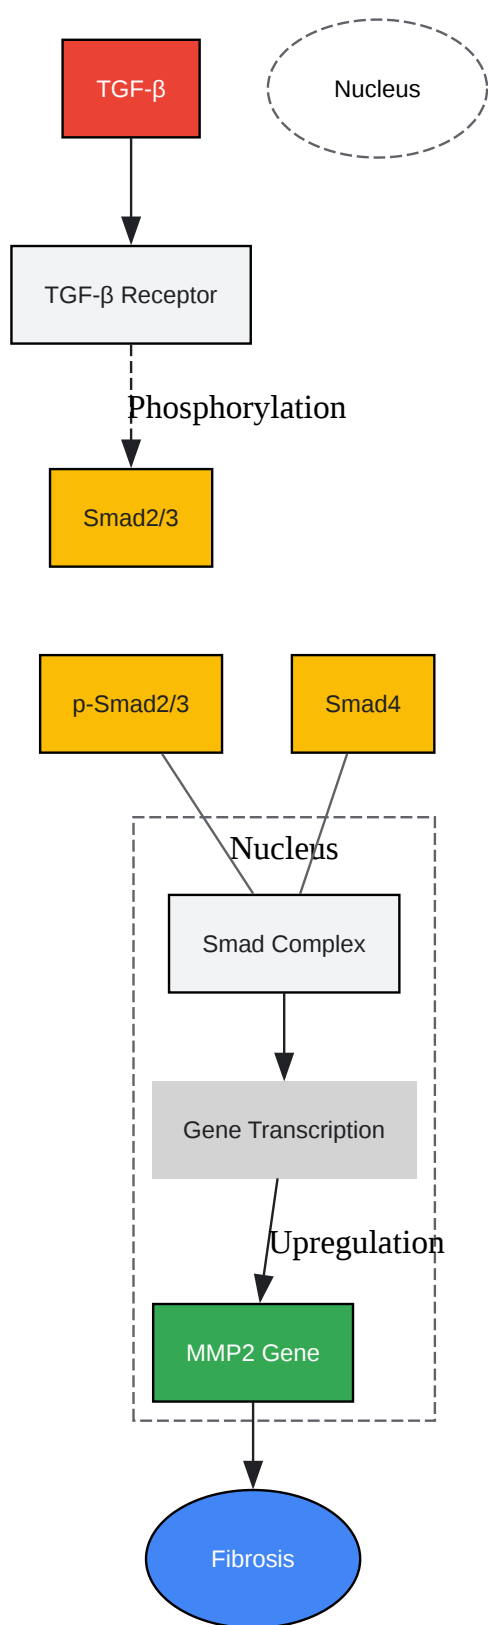 TGF-β
Nucleus
TGF-β Receptor
Phosphorylation
Smad2/3
p-Smad2/3
Smad4
Nucleus
Smad Complex
Gene Transcription
Upregulation
MMP2 Gene
Fibrosis